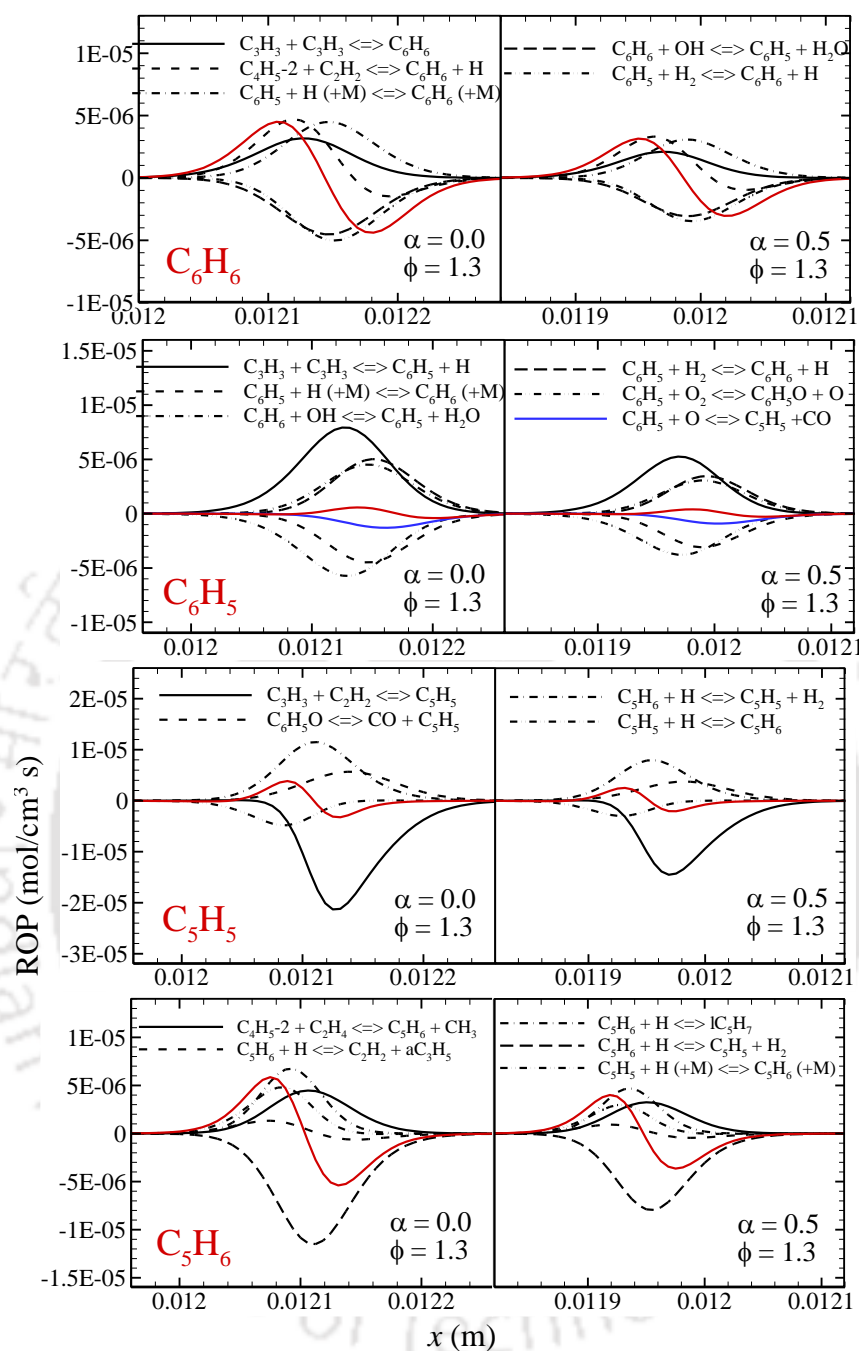 1E-05
5E-06
0
-5E-06
-1E-05
C₃H₃ + C₃H₃ <=> C₆H₆
C₄H₅-2 + C₂H₂ <=> C₆H₆ + H
C₆H₅ + H (+M) <=> C₆H₆ (+M)
C₆H₆ + OH <=> C₆H₅ + H₂O
C₆H₅ + H₂ <=> C₆H₆ + H
C₆H₆
α = 0.0
ϕ = 1.3
α = 0.5
ϕ = 1.3
0.012 0.0121 0.0122 0.0119 0.012 0.0121
1.5E-05
1E-05
5E-06
0
-5E-06
-1E-05
C₃H₃ + C₃H₃ <=> C₆H₅ + H
C₆H₅ + H (+M) <=> C₆H₆ (+M)
C₆H₆ + OH <=> C₆H₅ + H₂O
C₆H₅ + H₂ <=> C₆H₆ + H
C₆H₅ + O₂ <=> C₆H₅O + O
C₆H₅ + O <=> C₅H₅ +CO
C₆H₅
α = 0.0
ϕ = 1.3
α = 0.5
ϕ = 1.3
0.012 0.0121 0.0122 0.0119 0.012 0.0121
ROP (mol/cm³ s)
2E-05
1E-05
0
-1E-05
-2E-05
-3E-05
C₃H₃ + C₂H₂ <=> C₅H₅
C₆H₅O <=> CO + C₅H₅
C₅H₆ + H <=> C₅H₅ + H₂
C₅H₅ + H <=> C₅H₆
C₅H₅
α = 0.0
ϕ = 1.3
α = 0.5
ϕ = 1.3
0.012 0.0121 0.0122 0.0119 0.012 0.0121
1E-05
5E-06
0
-5E-06
-1E-05
-1.5E-05
C₄H₅-2 + C₂H₄ <=> C₅H₆ + CH₃
C₅H₆ + H <=> C₂H₂ + aC₃H₅
C₅H₆ + H <=> lC₅H₇
C₅H₆ + H <=> C₅H₅ + H₂
C₅H₅ + H (+M) <=> C₅H₆ (+M)
C₅H₆
α = 0.0
ϕ = 1.3
α = 0.5
ϕ = 1.3
0.012 0.0121 0.0122 0.0119 0.012 0.0121
x (m)